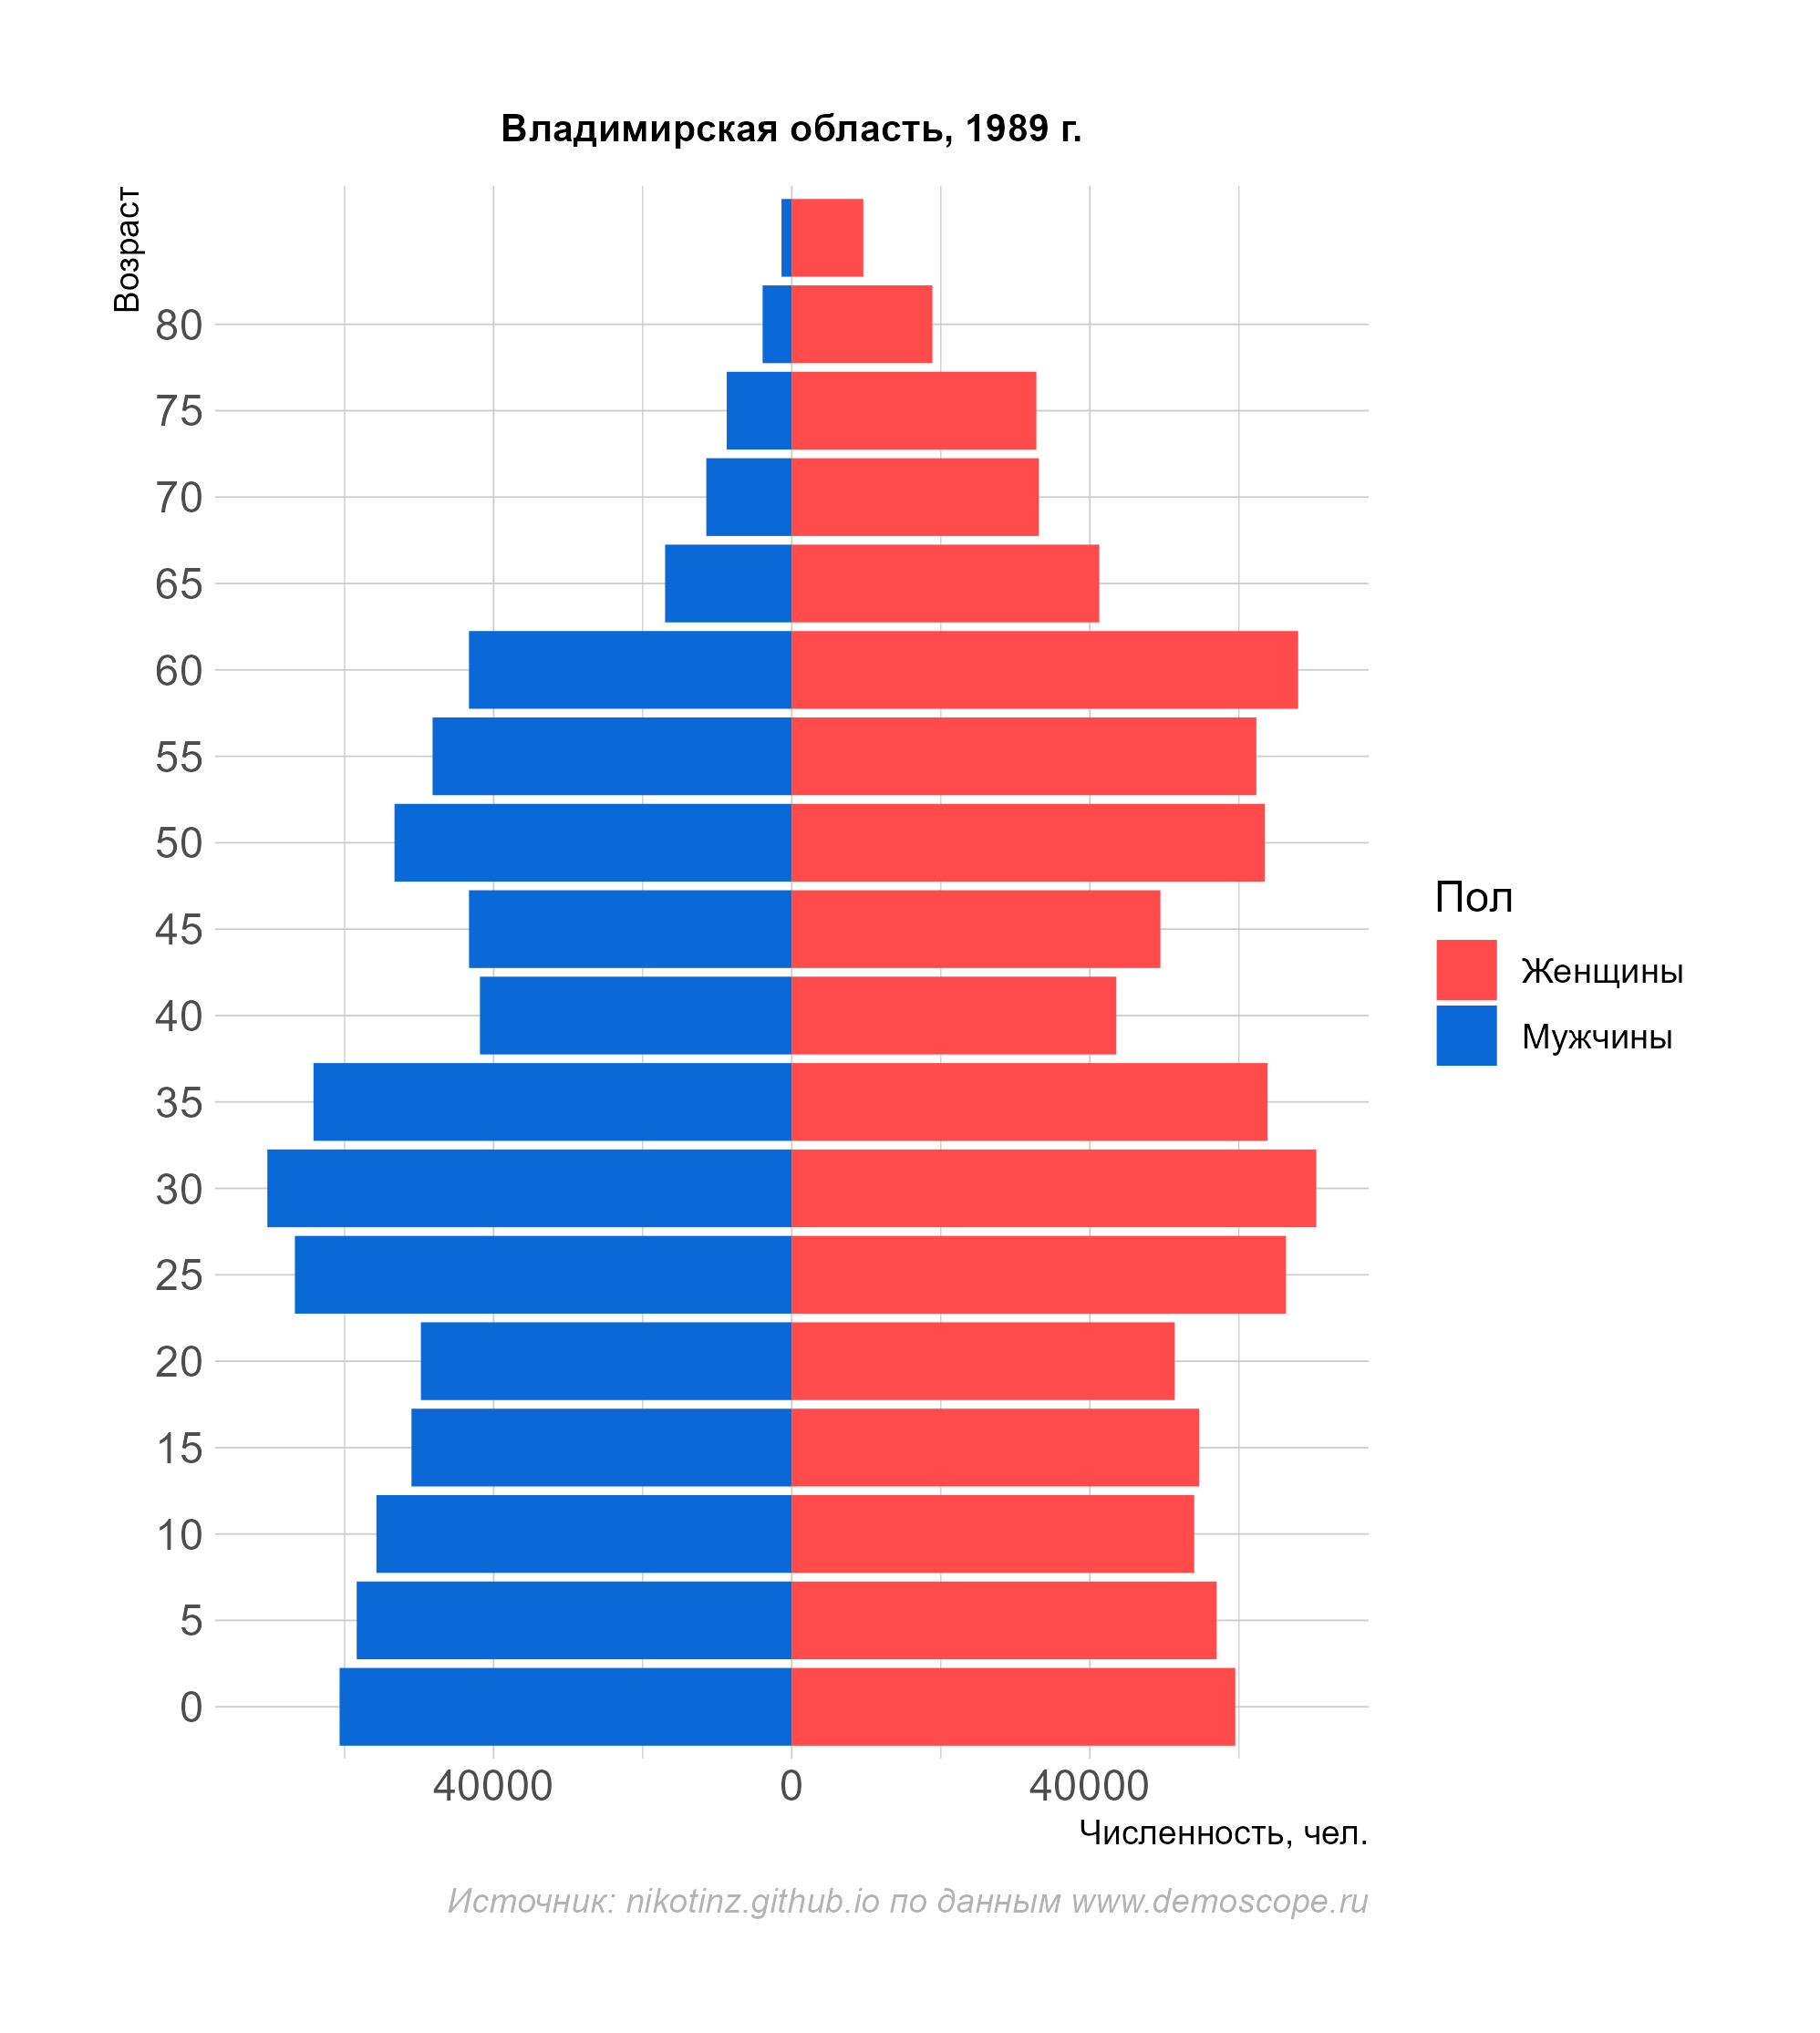 Владимирская область, 1989 г.
Возраст
80
75
70
65
60
55
50
45
40
35
30
25
20
15
10
5
0
40000 0 40000
Численность, чел.
Пол
Женщины
Мужчины
Источник: nikotinz.github.io по данным www.demoscope.ru